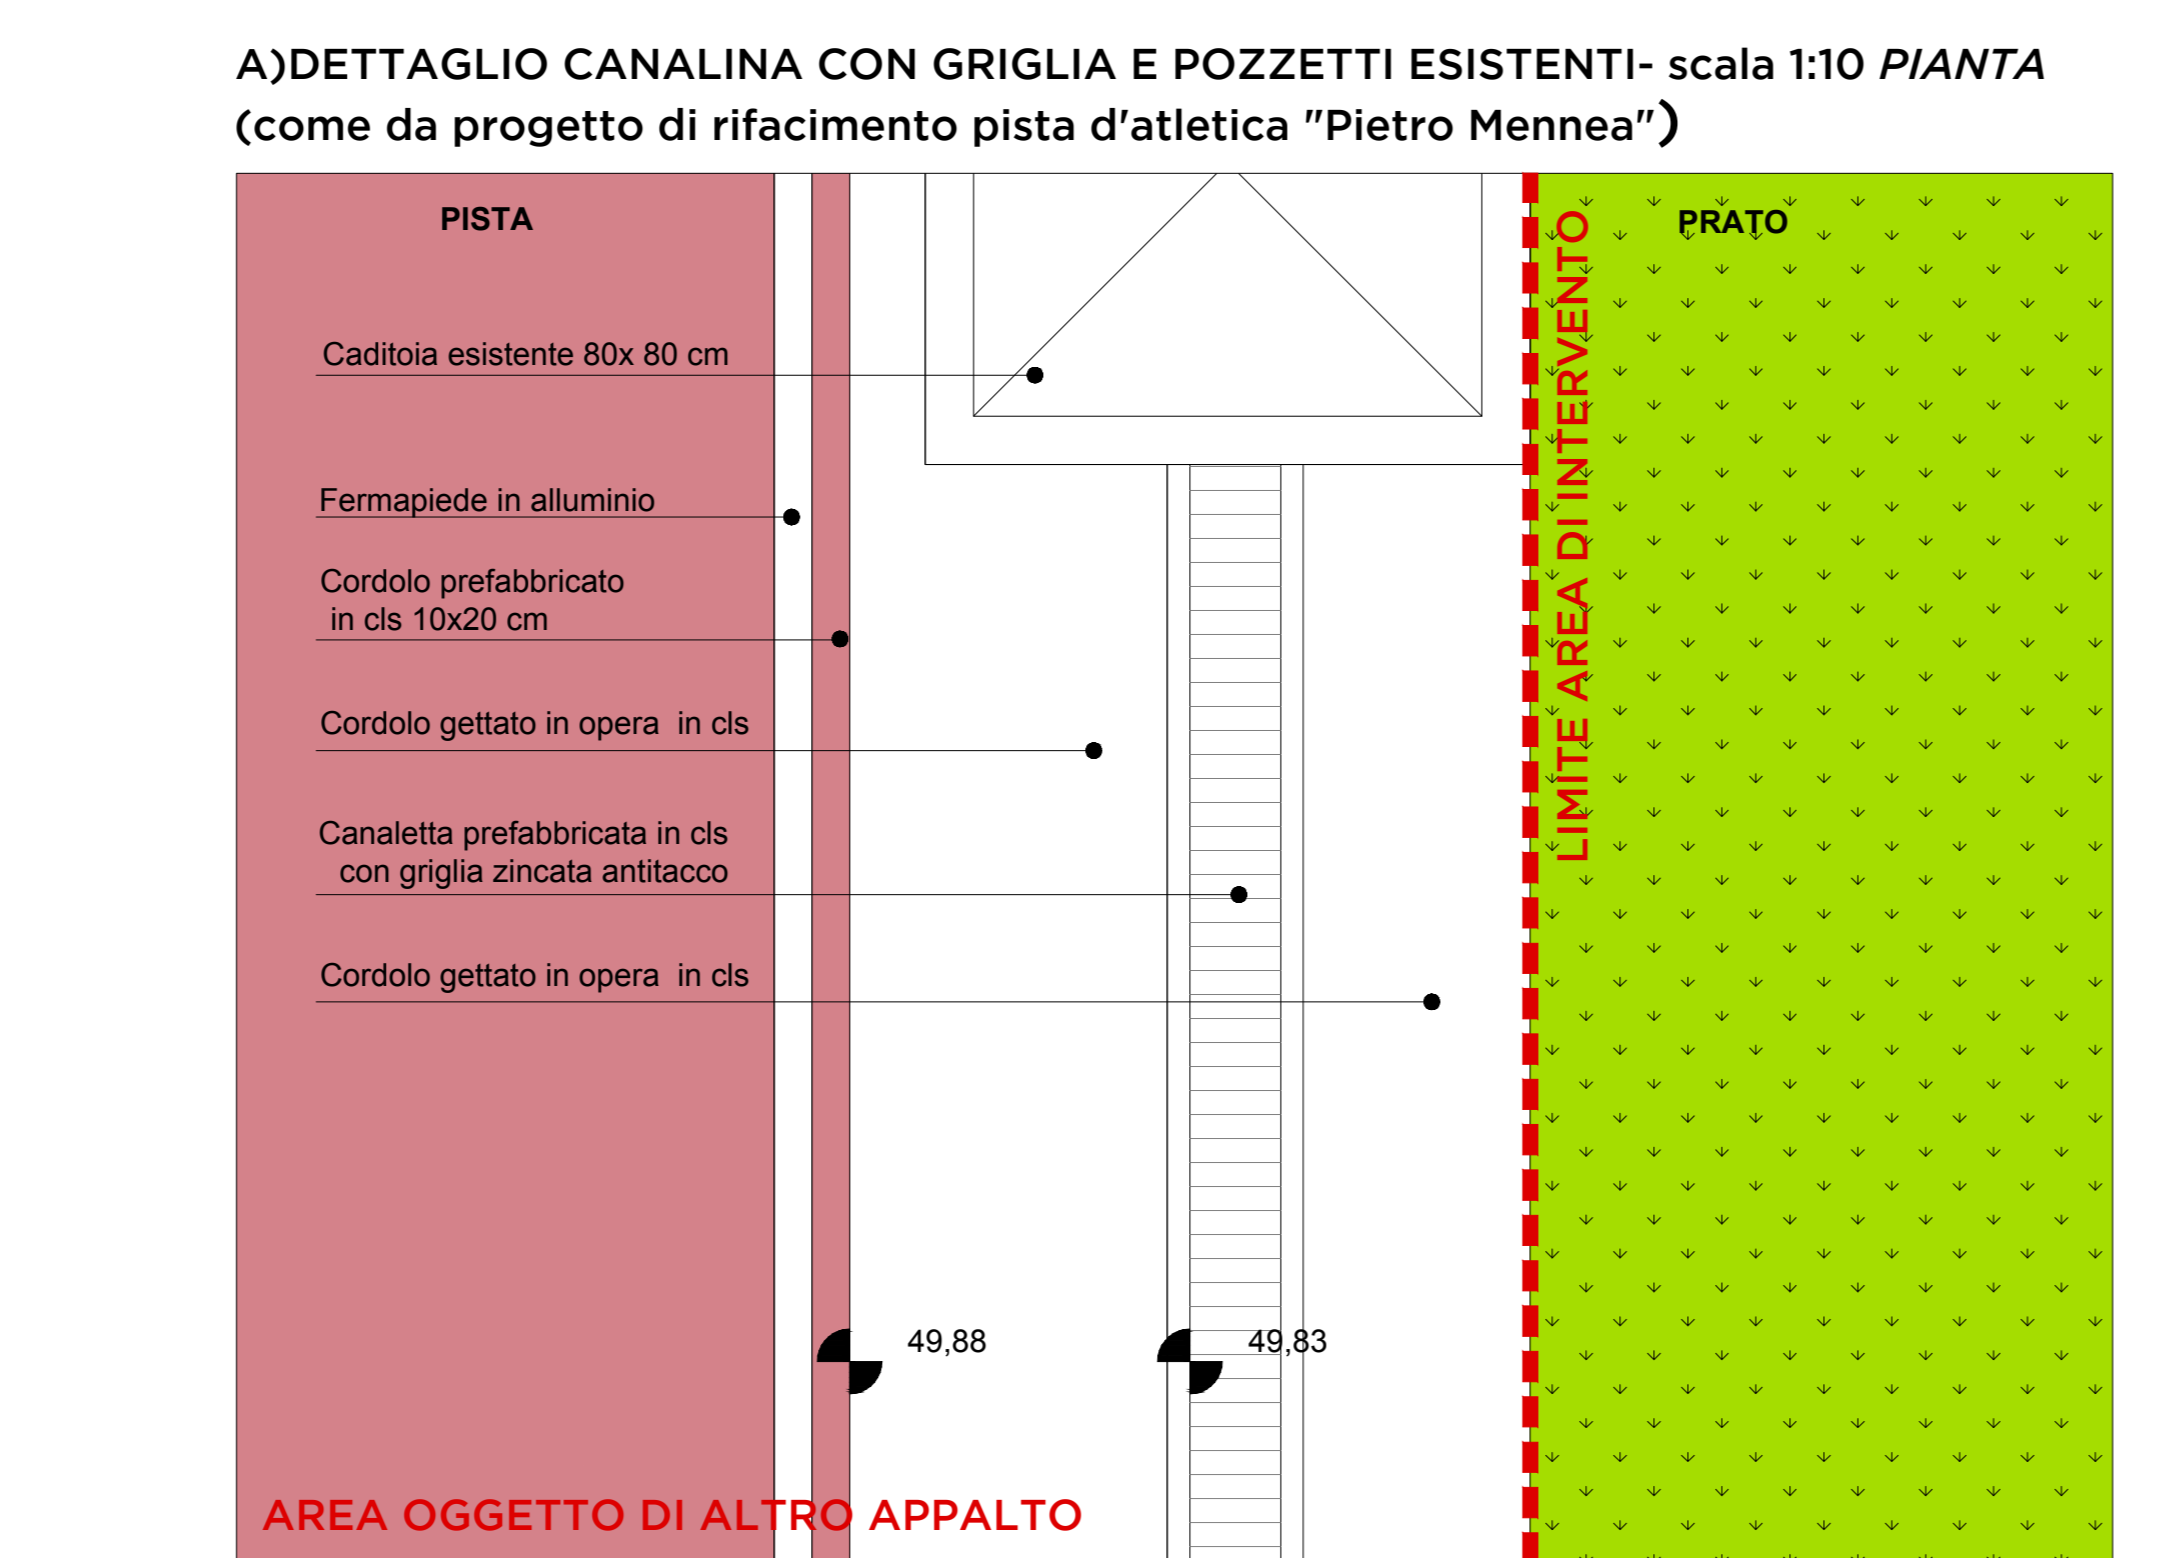 A)DETTAGLIO CANALINA CON GRIGLIA E POZZETTI ESISTENTI- scala 1:10 PIANTA
(come da progetto di rifacimento pista d'atletica "Pietro Mennea")
PISTA
PRATO
Caditoia esistente 80x 80 cm
Fermapiede in alluminio
Cordolo prefabbricato
in cls 10x20 cm
Cordolo gettato in opera in cls
Canaletta prefabbricata in cls
con griglia zincata antitacco
Cordolo gettato in opera in cls
LIMITE AREA DI INTERVENTO
49,88
49,83
AREA OGGETTO DI ALTRO APPALTO